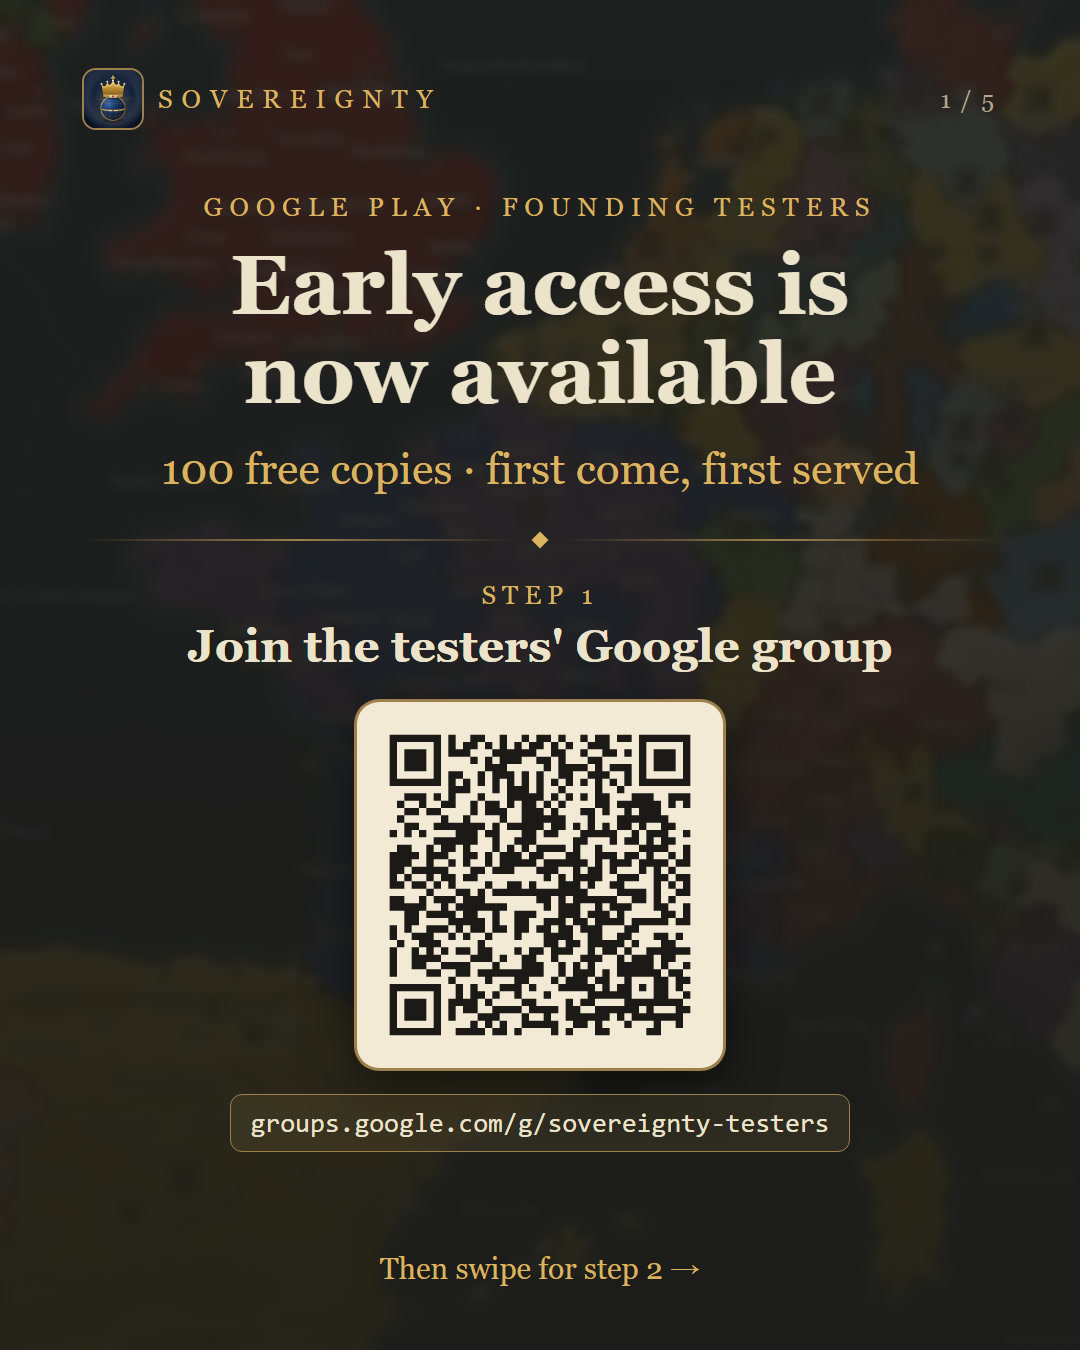 SOVEREIGNTY
1 / 5
GOOGLE PLAY · FOUNDING TESTERS
Early access is
now available
100 free copies · first come, first served
STEP 1
Join the testers' Google group
groups.google.com/g/sovereignty-testers
Then swipe for step 2 →